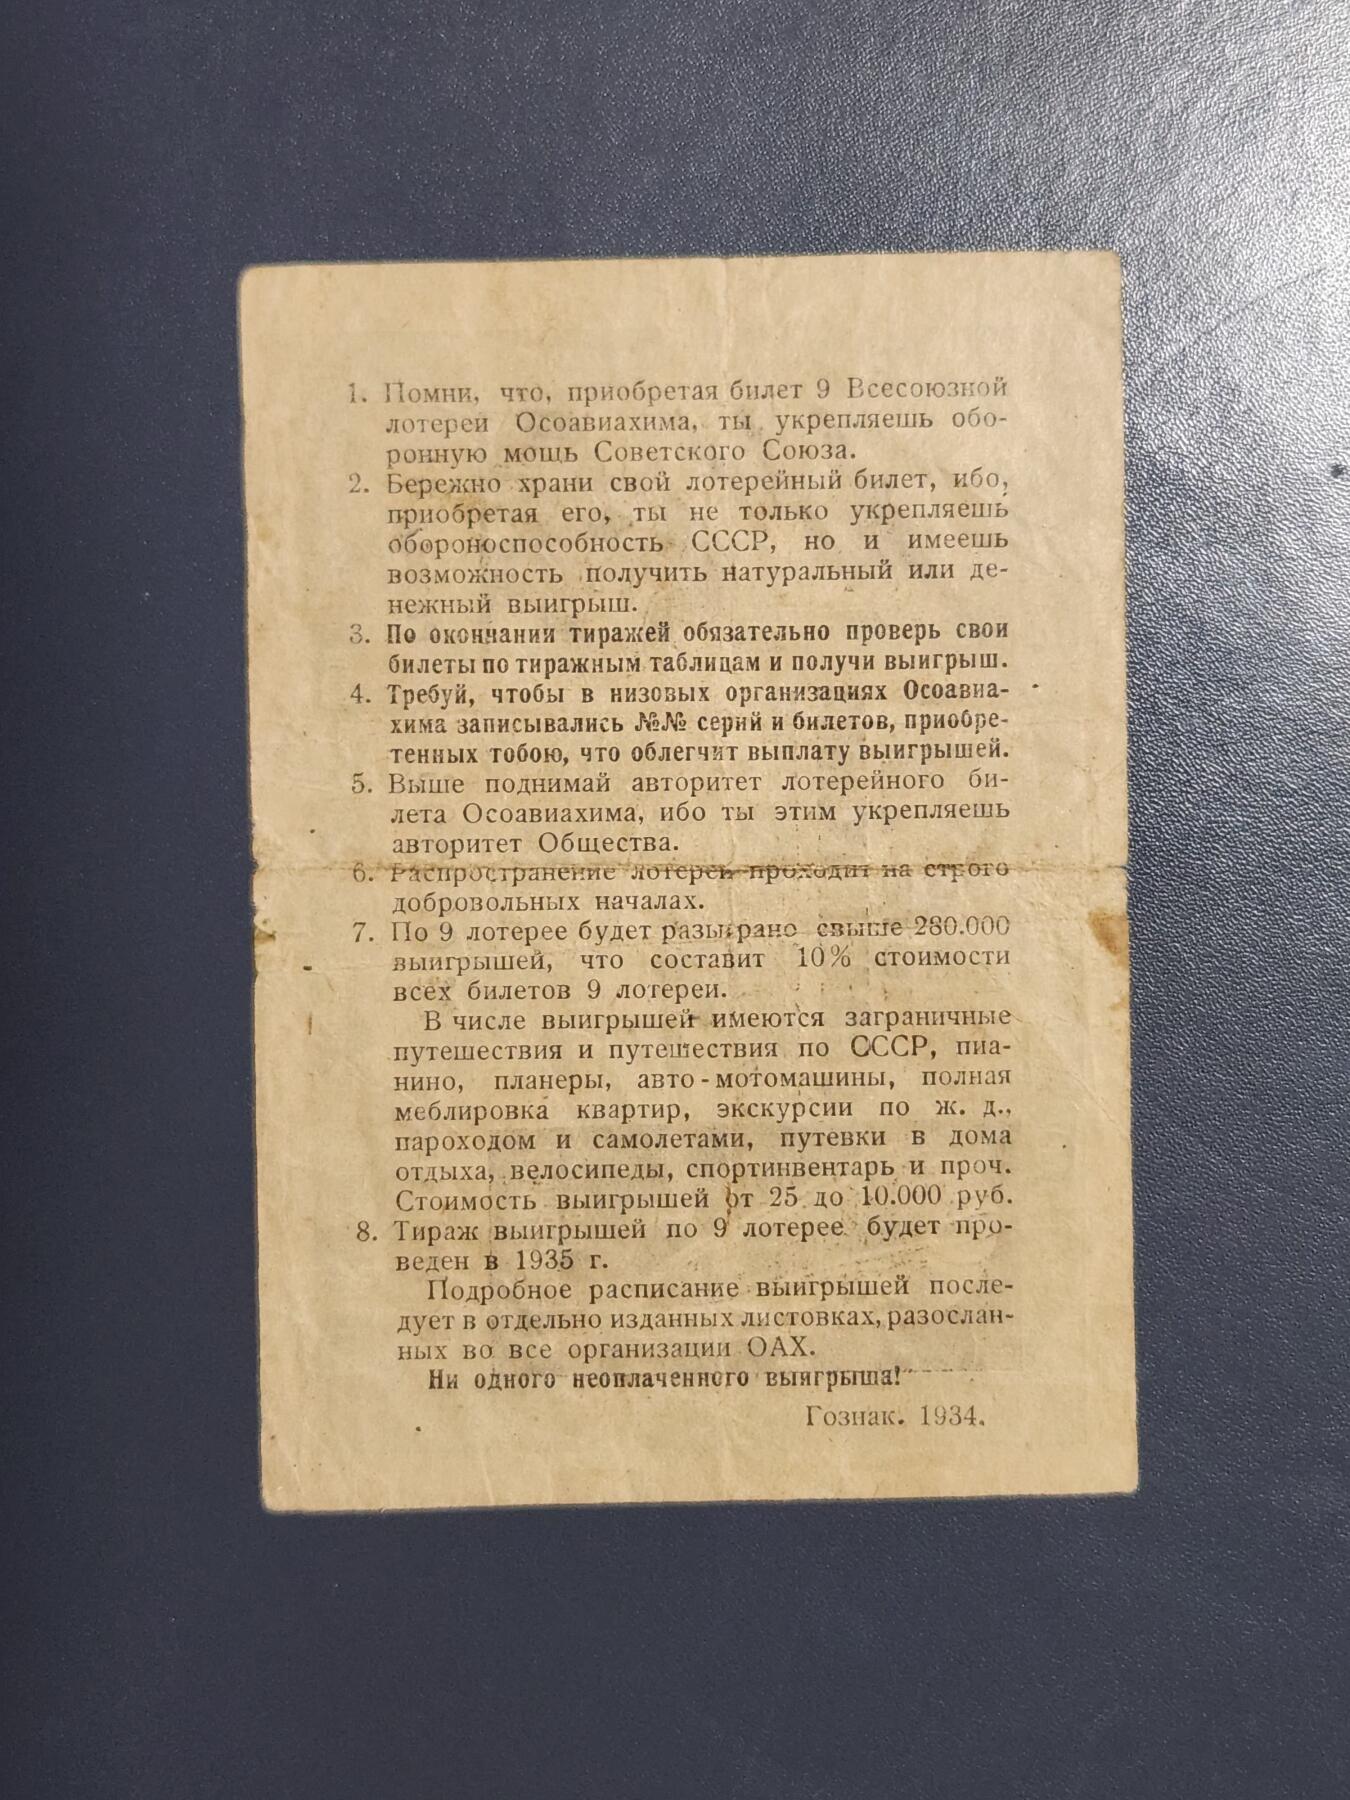 1. Помни, что, приобретая билет 9 Всесоюзной
лотереи Осоавиахима, ты укрепляешь обо-
ронную мощь Советского Союза.
2. Бережно храни свой лотерейный билет, ибо,
приобретая его, ты не только укрепляешь
обороноспособность СССР, но и имеешь
возможность получить натуральный или де-
нежный выигрыш.
3. По окончании тиражей обязательно проверь свои
билеты по тиражным таблицам и получи выигрыш.
4. Требуй, чтобы в низовых организациях Осоавиа-
хима записывались №№ серий и билетов, приобре-
тенных тобою, что облегчит выплату выигрышей.
5. Выше поднимай авторитет лотерейного би-
лета Осоавиахима, ибо ты этим укрепляешь
авторитет Общества.
6. Распространение лотереи проходит на строго
добровольных началах.
7. По 9 лотерее будет разыграно свыше 280.000
выигрышей, что составит 10% стоимости
всех билетов 9 лотереи.
В числе выигрышей имеются заграничные
путешествия и путешествия по СССР, пиа-
нино, планеры, авто-мотомашины, полная
меблировка квартир, экскурсии по ж. д.,
пароходом и самолетами, путевки в дома
отдыха, велосипеды, спортинвентарь и проч.
Стоимость выигрышей от 25 до 10.000 руб.
8. Тираж выигрышей по 9 лотерее будет про-
веден в 1935 г.
Подробное расписание выигрышей после-
дует в отдельно изданных листовках, разослан-
ных во все организации ОАХ.
Ни одного неоплаченного выигрыша!
Гознак. 1934.